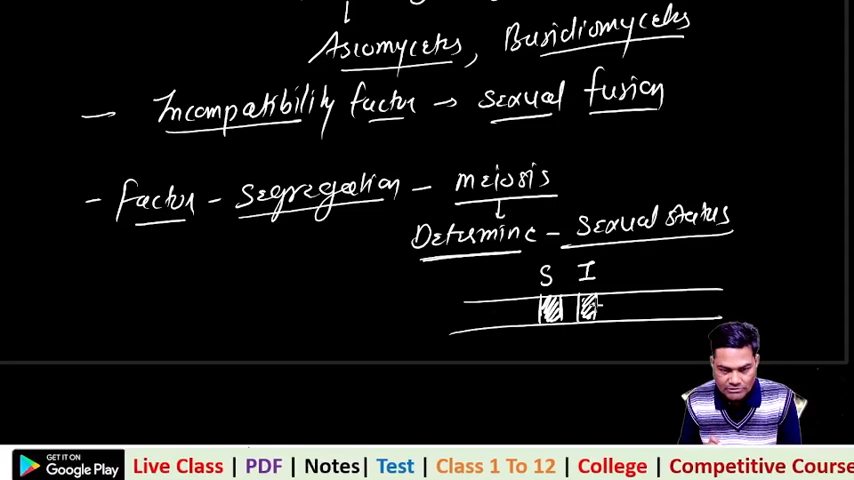 Ascomycetes, Basidiomycetes
— Incompatibility factor → sexual fusion
- factor - segregation - meiosis
Determine - sexual status
S I
GET IT ON
Google Play
Live Class | PDF | Notes| Test | Class 1 To 12 | College | Competitive Course